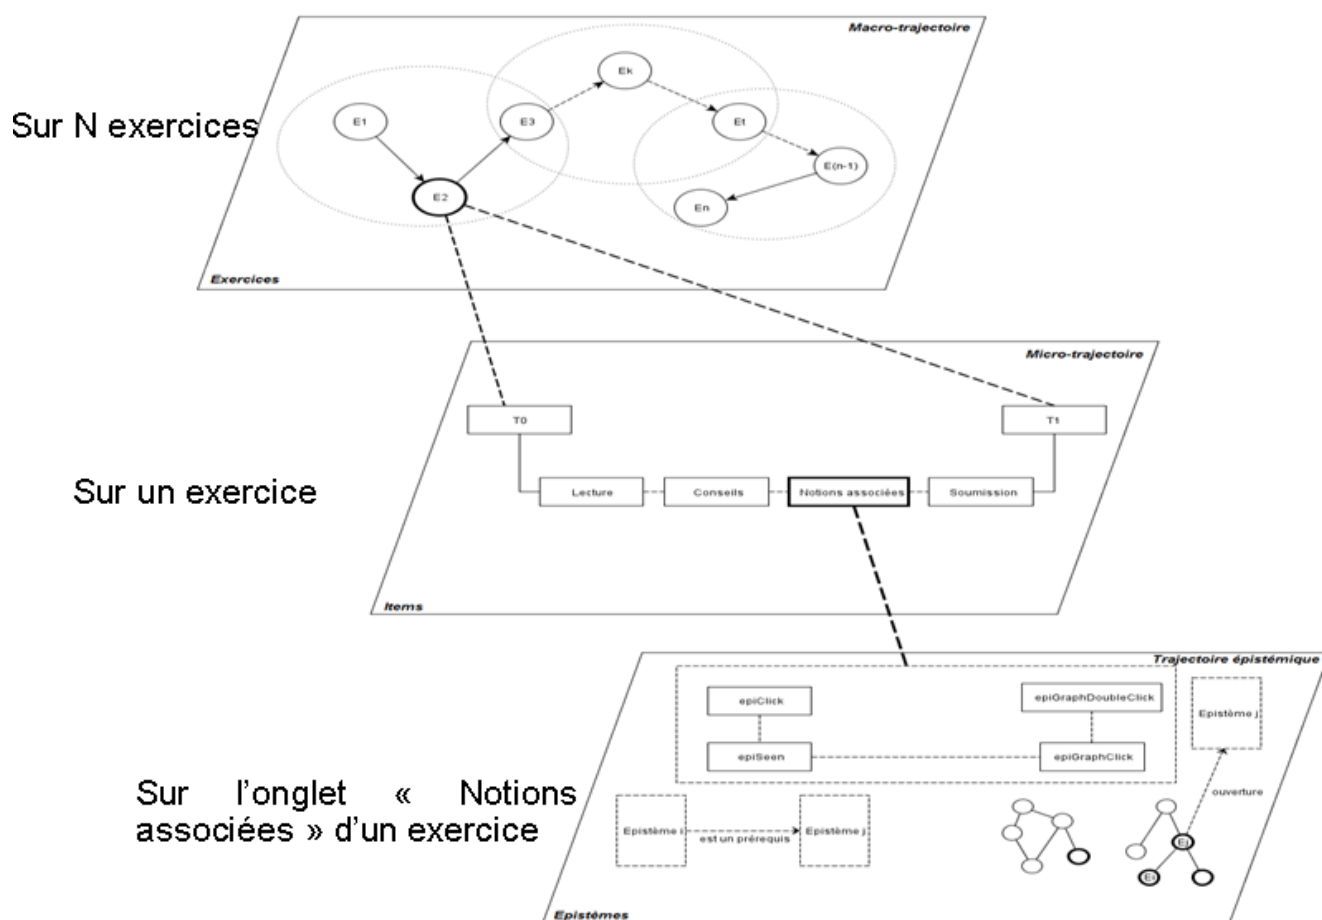 Macro-trajectoire
Ek
Sur N exercices
E1
E3
Et
E(n-1)
E2
En
Exercices
Micro-trajectoire
T0
T1
Sur un exercice
Lecture
Conseils
Notions associées
Soumission
Items
Trajectoire épistémique
epiClick
epiGraphDoubleClick
Epistème j
epiSeen
epiGraphClick
Sur l'onglet « Notions
associées » d'un exercice
ouverture
Epistème i
est un prérequis
Epistème j
Ej
Ei
Epistèmes